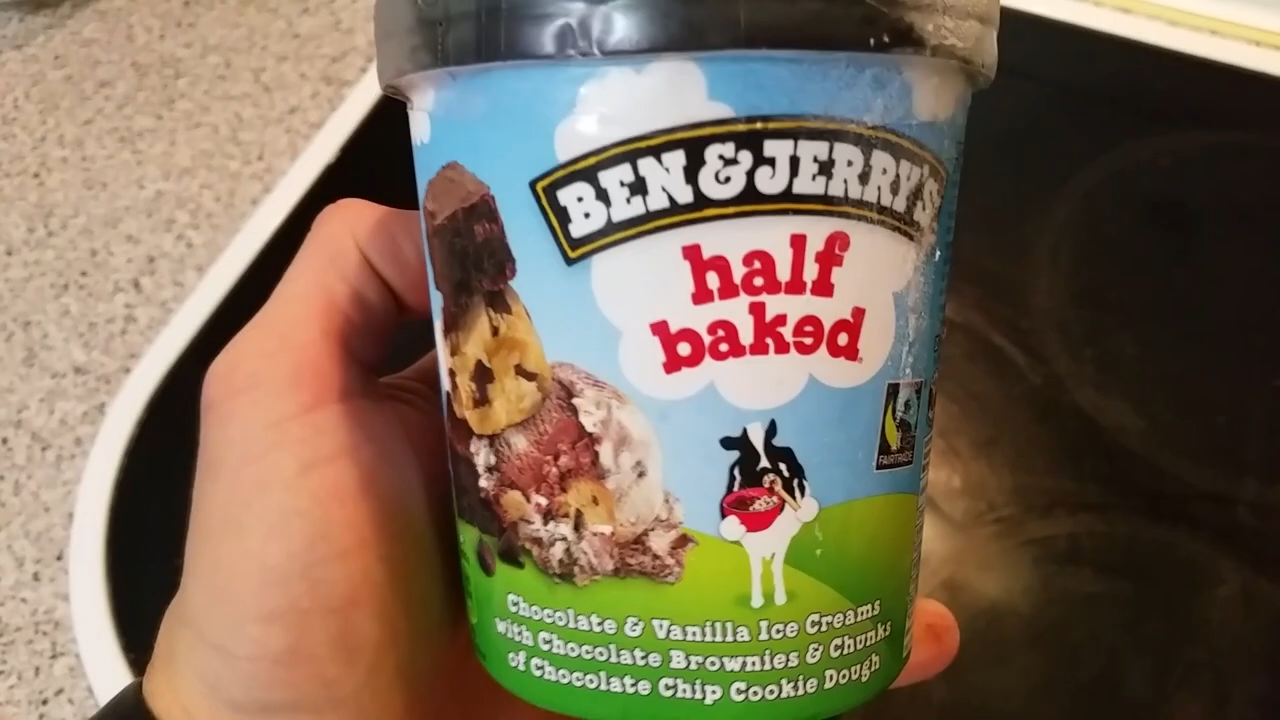 BEN & JERRY'S
half
baked
FAIRTRADE
Chocolate & Vanilla Ice Creams
with Chocolate Brownies & Chunks
of Chocolate Chip Cookie Dough